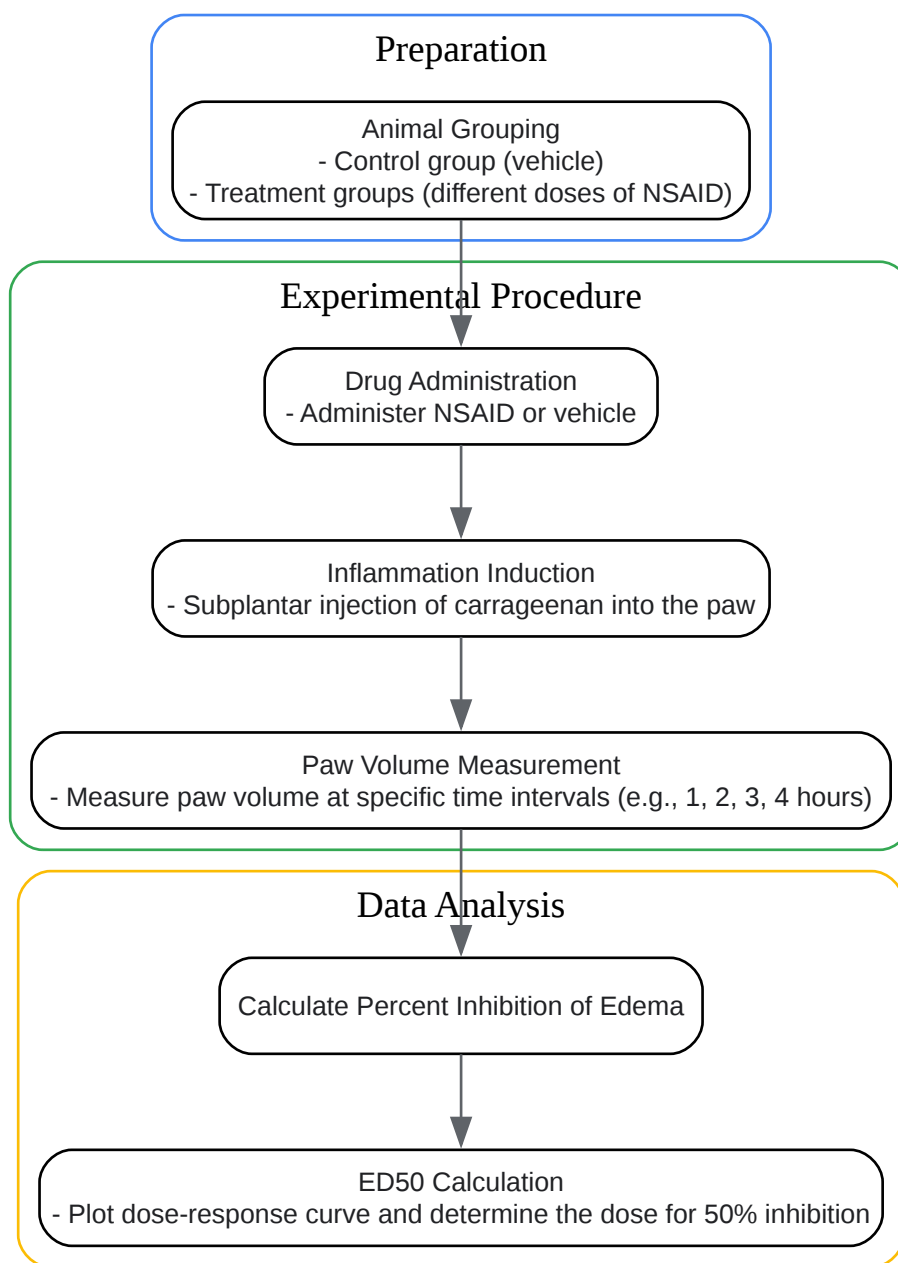 Preparation
Animal Grouping
- Control group (vehicle)
- Treatment groups (different doses of NSAID)
Experimental Procedure
Drug Administration
- Administer NSAID or vehicle
Inflammation Induction
- Subplantar injection of carrageenan into the paw
Paw Volume Measurement
- Measure paw volume at specific time intervals (e.g., 1, 2, 3, 4 hours)
Data Analysis
Calculate Percent Inhibition of Edema
ED50 Calculation
- Plot dose-response curve and determine the dose for 50% inhibition